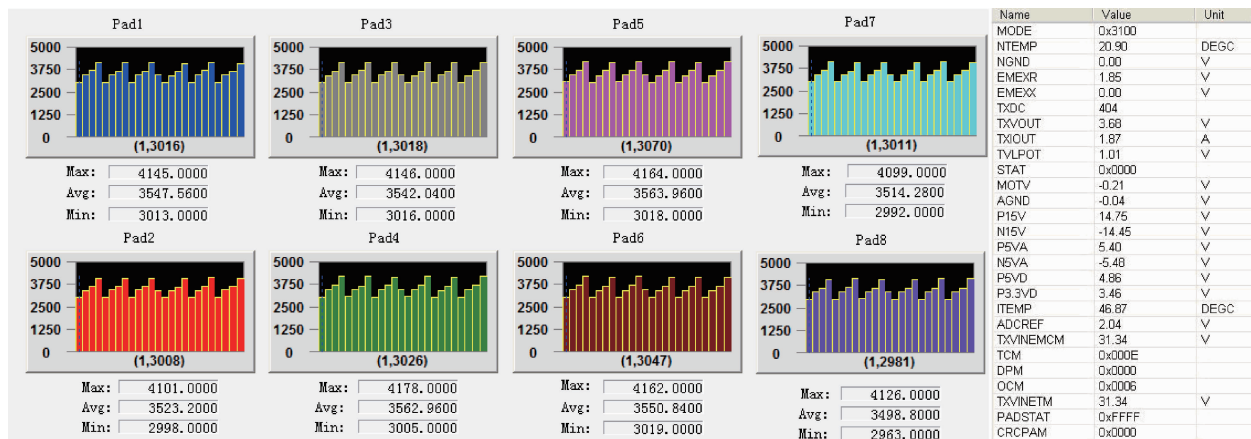 Pad1
5000
3750
2500
1250
0
(1,3016)
Max: 4145.0000
Avg: 3547.5600
Min: 3013.0000
Pad3
5000
3750
2500
1250
0
(1,3018)
Max: 4146.0000
Avg: 3542.0400
Min: 3016.0000
Pad5
5000
3750
2500
1250
0
(1,3070)
Max: 4164.0000
Avg: 3563.9600
Min: 3018.0000
Pad7
5000
3750
2500
1250
0
(1,3011)
Max: 4099.0000
Avg: 3514.2800
Min: 2992.0000
Pad2
5000
3750
2500
1250
0
(1,3008)
Max: 4101.0000
Avg: 3523.2000
Min: 2998.0000
Pad4
5000
3750
2500
1250
0
(1,3026)
Max: 4178.0000
Avg: 3562.9600
Min: 3005.0000
Pad6
5000
3750
2500
1250
0
(1,3047)
Max: 4162.0000
Avg: 3550.8400
Min: 3019.0000
Pad8
5000
3750
2500
1250
0
(1,2981)
Max: 4126.0000
Avg: 3498.8000
Min: 2963.0000
Name Value Unit
MODE 0x3100
NTEMP 20.90 DEGC
NGND 0.00 V
EMEXR 1.85 V
EMEXX 0.00 V
TXDC 404
TXVOUT 3.68 V
TXIOUT 1.87 A
TVLPOT 1.01 V
STAT 0x0000
MOTV -0.21 V
AGND -0.04 V
P15V 14.75 V
N15V -14.45 V
P5VA 5.40 V
N5VA -5.48 V
P5VD 4.86 V
P3.3VD 3.46 V
ITEMP 46.87 DEGC
ADCREF 2.04 V
TXVINEMCM 31.34 V
TCM 0x000E
DPM 0x0000
OCM 0x0006
TXVINETM 31.34 V
PADSTAT 0xFFFF
CRCPAM 0x0000